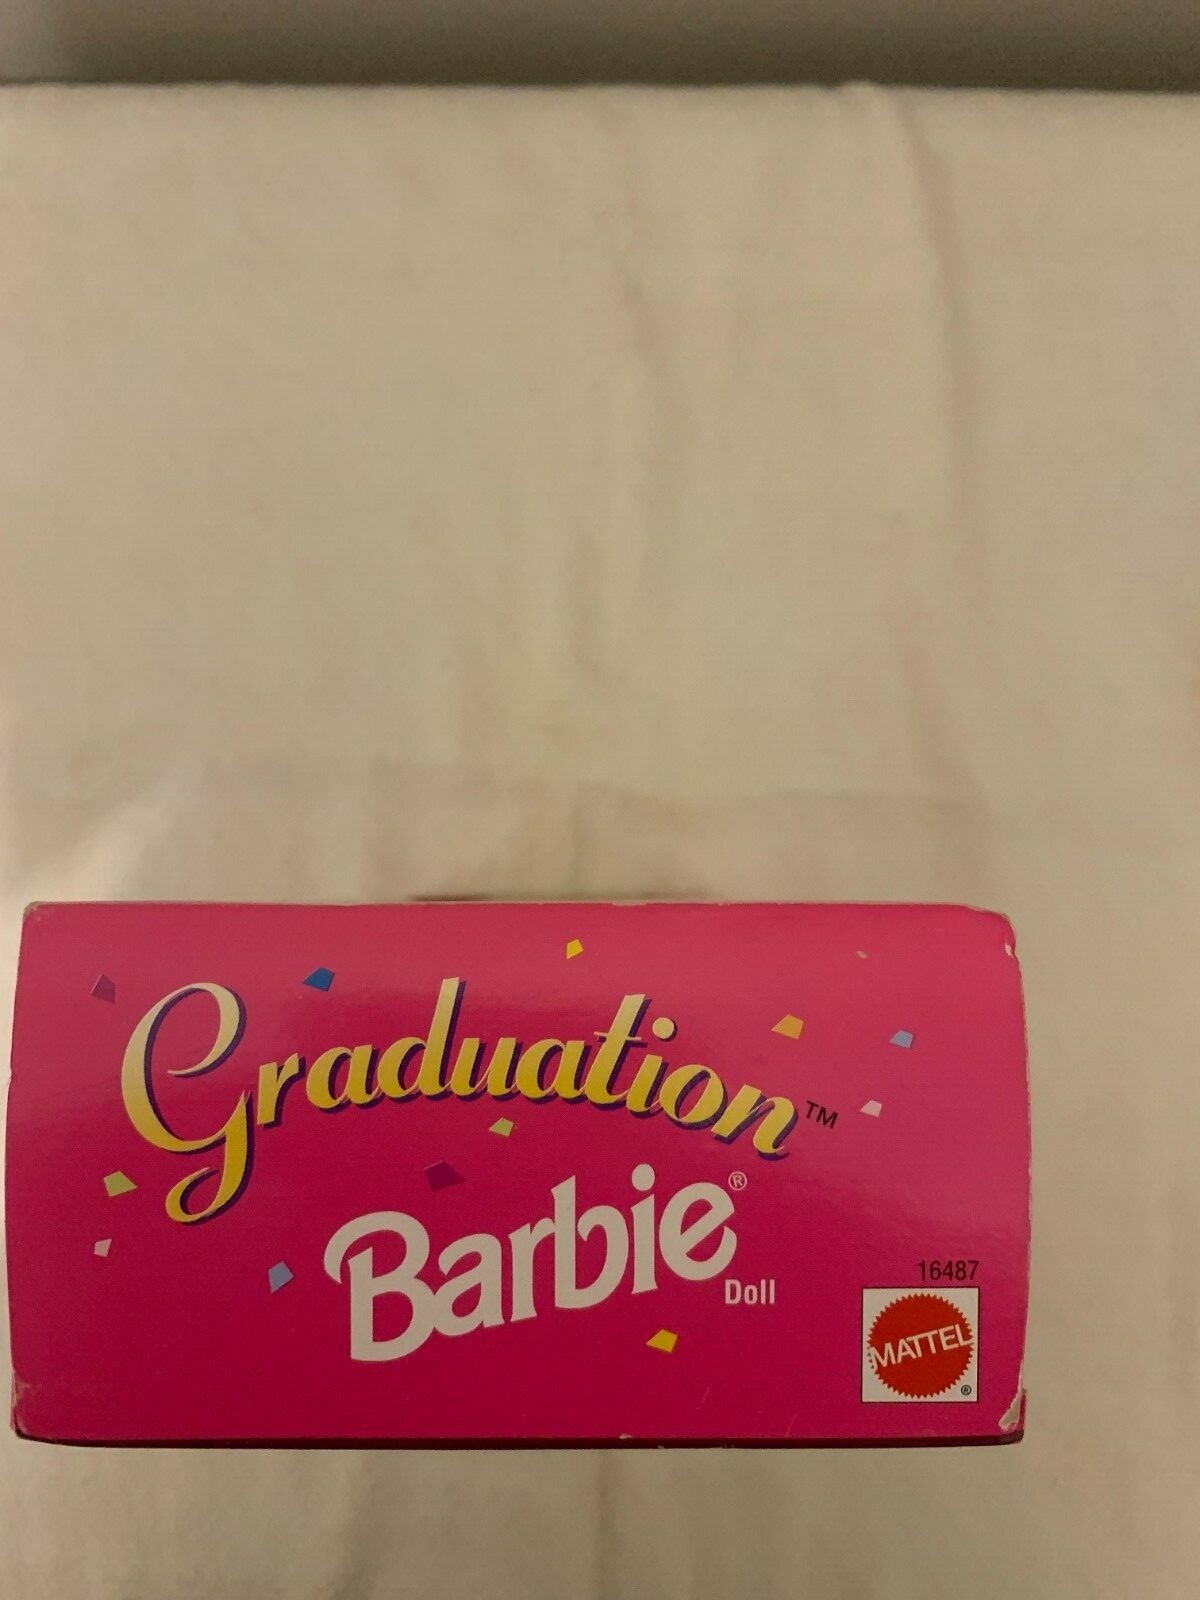 Graduation™
Barbie®
Doll
16487
MATTEL®